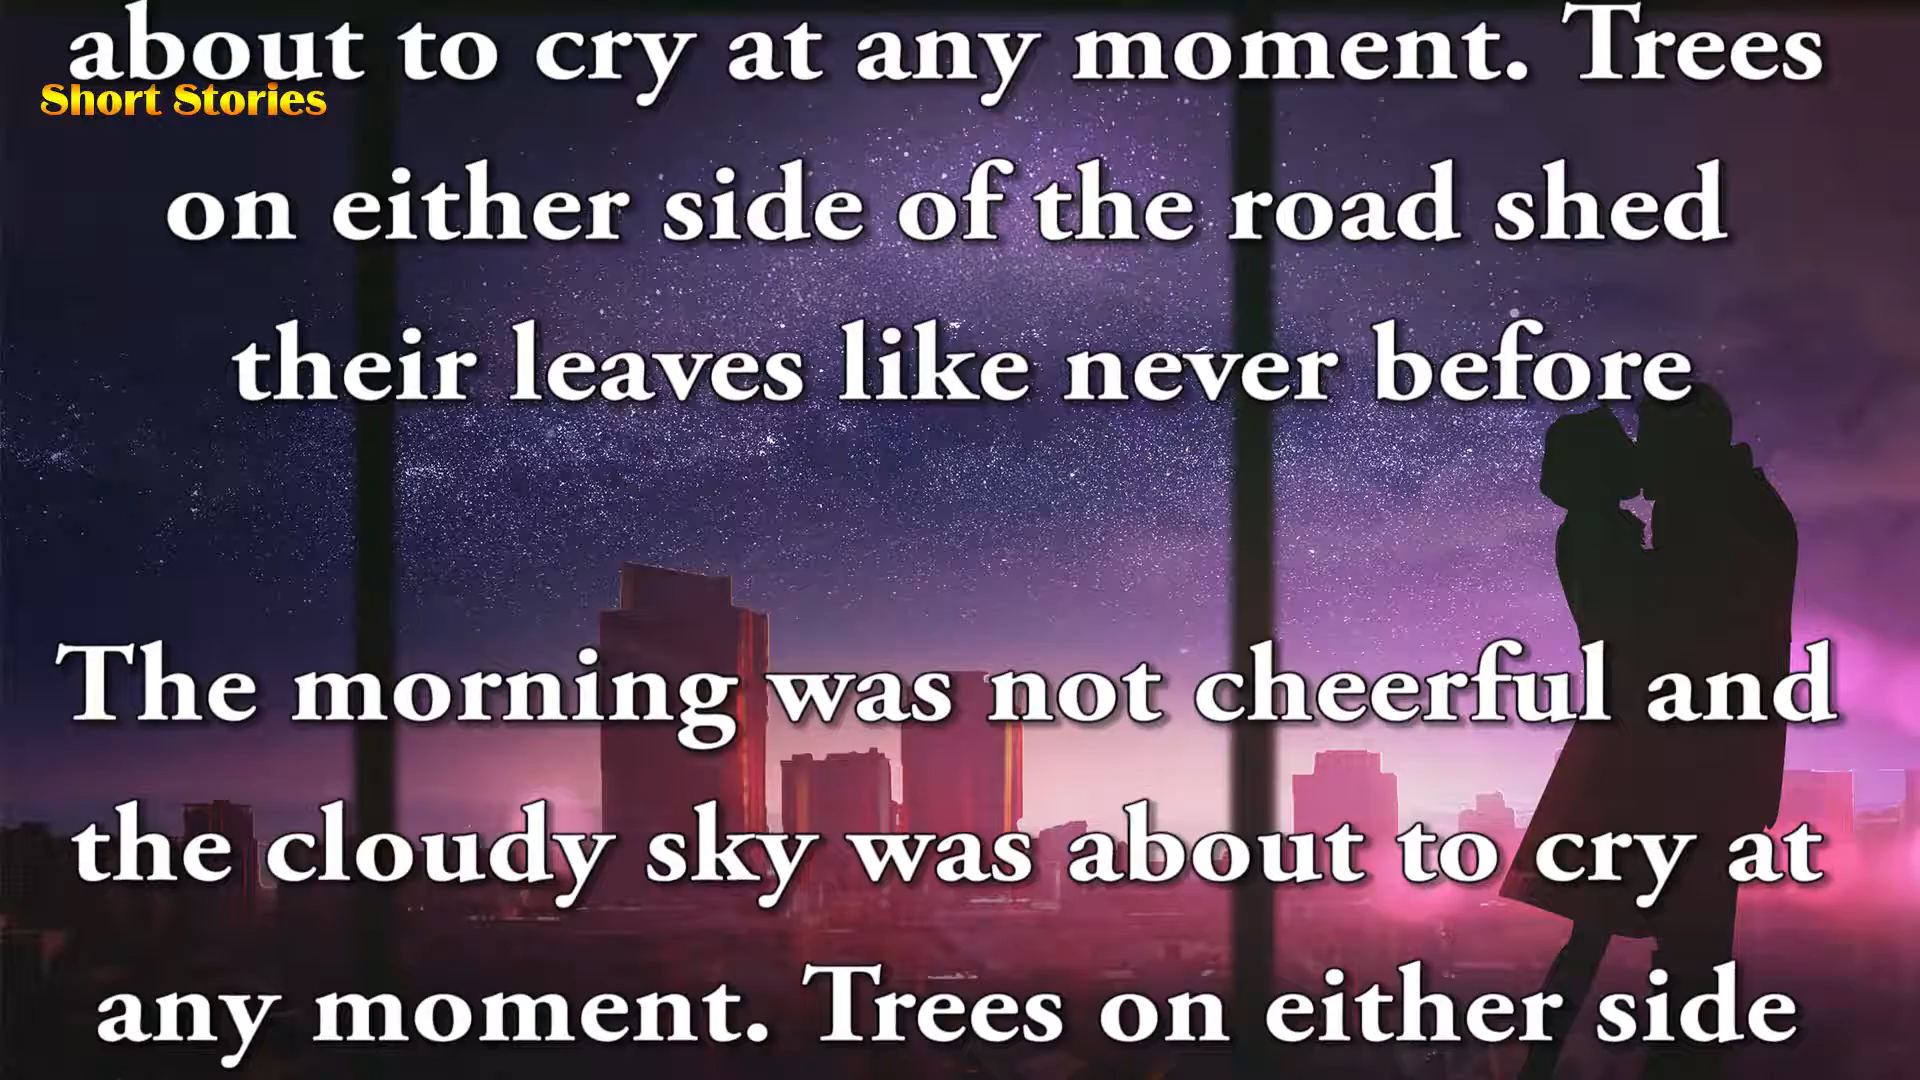 about to cry at any moment. Trees
Short Stories
on either side of the road shed
their leaves like never before
The morning was not cheerful and
the cloudy sky was about to cry at
any moment. Trees on either side